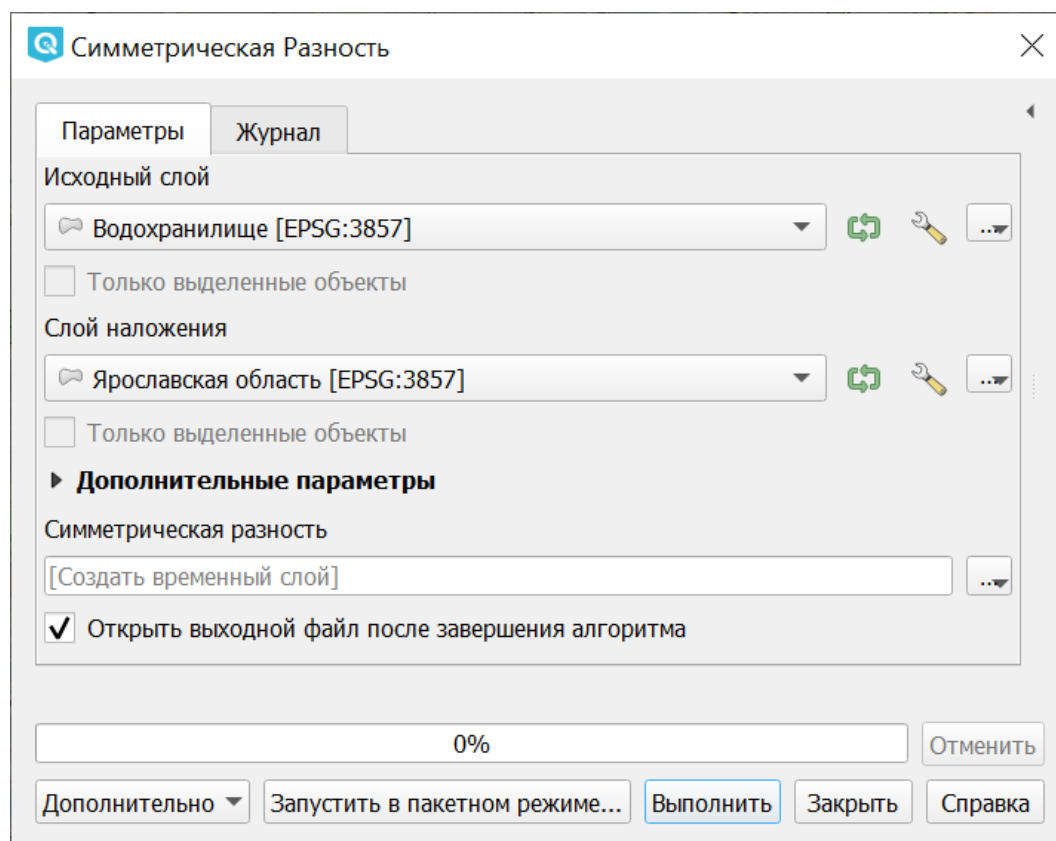 Симметрическая Разность
Параметры
Журнал
Исходный слой
Водохранилище [EPSG:3857]
Только выделенные объекты
Слой наложения
Ярославская область [EPSG:3857]
Только выделенные объекты
Дополнительные параметры
Симметрическая разность
[Создать временный слой]
Открыть выходной файл после завершения алгоритма
0%
Отменить
Дополнительно
Запустить в пакетном режиме...
Выполнить
Закрыть
Справка